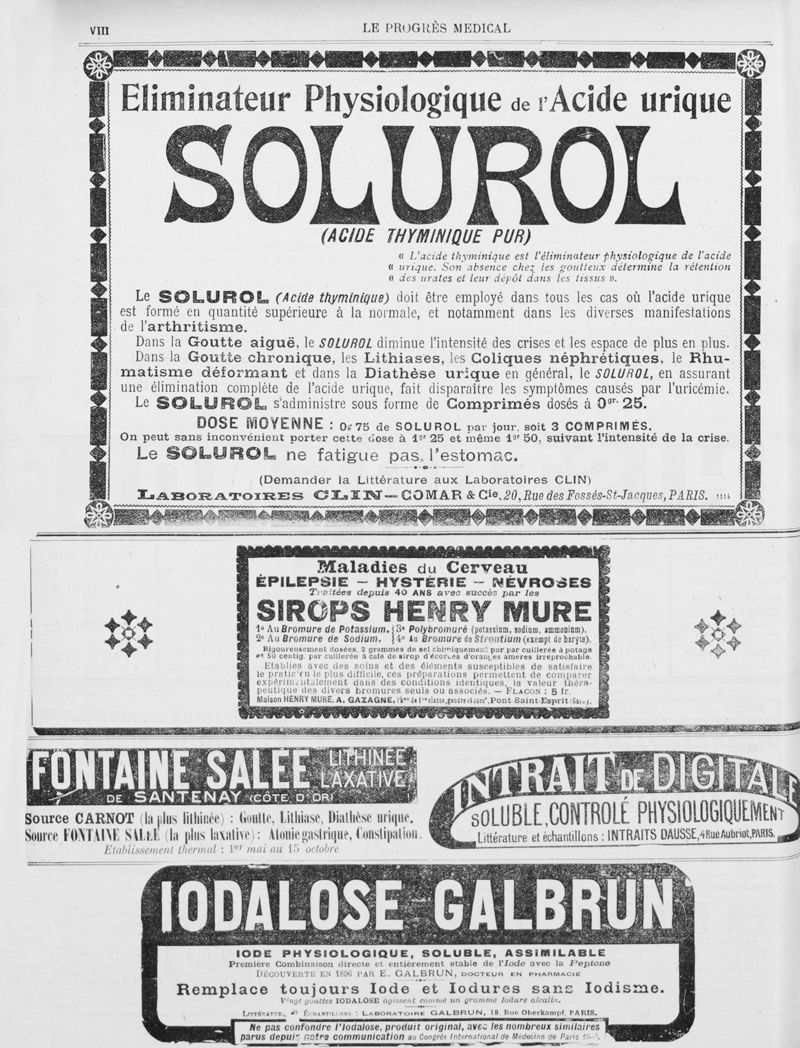 VIII
LE PROGRÈS MEDICAL
Eliminateur Physiologique de l'Acide urique
SOLUROL
(ACIDE THYMINIQUE PUR)
« L'acide thyminique est l'éliminateur physiologique de l'acide
« urique. Son absence chez les goutteux détermine la rétention
« des urates et leur dépôt dans les tissus ».
Le SOLUROL (Acide thyminique) doit être employé dans tous les cas où l'acide urique
est formé en quantité supérieure à la normale, et notamment dans les diverses manifestations
de l'arthritisme.
Dans la Goutte aiguë, le SOLUROL diminue l'intensité des crises et les espace de plus en plus.
Dans la Goutte chronique, les Lithiases, les Coliques néphrétiques, le Rhu-
matisme déformant et dans la Diathèse urique en général, le SOLUROL, en assurant
une élimination complète de l'acide urique, fait disparaître les symptômes causés par l'uricémie.
Le SOLUROL s'administre sous forme de Comprimés dosés à 0gr. 25.
DOSE MOYENNE : 0g 75 de SOLUROL par jour, soit 3 COMPRIMÉS.
On peut sans inconvénient porter cette dose à 1gr 25 et même 1gr 50, suivant l'intensité de la crise.
Le SOLUROL ne fatigue pas l'estomac.
(Demander la Littérature aux Laboratoires CLIN)
LABORATOIRES CLIN — COMAR & Cie, 20, Rue des Fossés-St-Jacques, PARIS. 1114
Maladies du Cerveau
ÉPILEPSIE — HYSTÉRIE — NÉVROSES
Traitées depuis 40 ANS avec succès par les
SIROPS HENRY MURE
1° Au Bromure de Potassium. 3° Polybromuré (potassium, sodium, ammonium).
2° Au Bromure de Sodium. 4° Au Bromure de Strontium (exempt de baryte).
Rigoureusement dosées, 2 grammes de sel chimiquement pur par cuillerée à potage
et 50 centig. par cuillerée à café de sirop d'écorces d'oranges amères irréprochable.
Etablies avec des soins et des éléments susceptibles de satisfaire
le praticien le plus difficile, ces préparations permettent de comparer
expérimentalement dans des conditions identiques, la valeur théra-
peutique des divers bromures seuls ou associés. — FLACON : 5 fr.
Maison HENRY MURE, A. GAZAGNE, Phen de 1re classe, gendre et sucr, Pont-Saint-Esprit (Gard).
FONTAINE SALÉE LITHINÉE
LAXATIVE
DE SANTENAY (CÔTE D'OR)
Source CARNOT (la plus lithinée) : Goutte, Lithiase, Diathèse urique.
Source FONTAINE SALÉE (la plus laxative) : Atonie gastrique, Constipation.
Etablissement thermal : 1er mai au 15 octobre
INTRAIT DE DIGITALE
SOLUBLE, CONTROLÉ PHYSIOLOGIQUEMENT
Littérature et échantillons : INTRAITS DAUSSE, 4 Rue Aubriot, PARIS.
IODALOSE GALBRUN
IODE PHYSIOLOGIQUE, SOLUBLE, ASSIMILABLE
Première Combinaison directe et entièrement stable de l'Iode avec la Peptone
DÉCOUVERTE EN 1896 PAR E. GALBRUN, DOCTEUR EN PHARMACIE
Remplace toujours Iode et Iodures sans Iodisme.
Vingt gouttes IODALOSE agissent comme un gramme Iodure alcalin.
LITTÉRATURE ET ÉCHANTILLONS : LABORATOIRE GALBRUN, 18, Rue Oberkampf, PARIS.
Ne pas confondre l'Iodalose, produit original, avec les nombreux similaires
parus depuis notre communication au Congrès International de Médecine de Paris